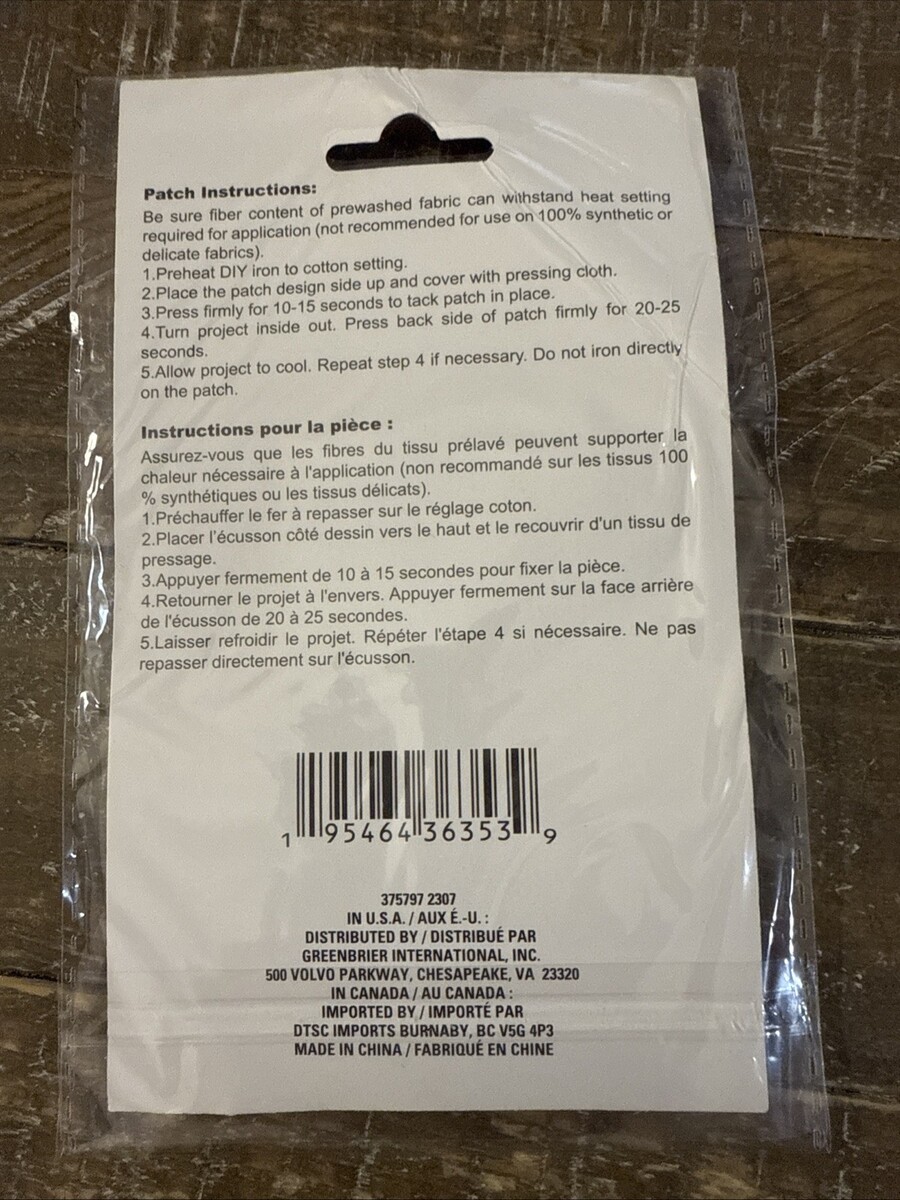 Patch Instructions:
Be sure fiber content of prewashed fabric can withstand heat setting
required for application (not recommended for use on 100% synthetic or
delicate fabrics).
1.Preheat DIY iron to cotton setting.
2.Place the patch design side up and cover with pressing cloth.
3.Press firmly for 10-15 seconds to tack patch in place.
4.Turn project inside out. Press back side of patch firmly for 20-25
seconds.
5.Allow project to cool. Repeat step 4 if necessary. Do not iron directly
on the patch.
Instructions pour la pièce :
Assurez-vous que les fibres du tissu prélavé peuvent supporter la
chaleur nécessaire à l'application (non recommandé sur les tissus 100
% synthétiques ou les tissus délicats).
1.Préchauffer le fer à repasser sur le réglage coton.
2.Placer l'écusson côté dessin vers le haut et le recouvrir d'un tissu de
pressage.
3.Appuyer fermement de 10 à 15 secondes pour fixer la pièce.
4.Retourner le projet à l'envers. Appuyer fermement sur la face arrière
de l'écusson de 20 à 25 secondes.
5.Laisser refroidir le projet. Répéter l'étape 4 si nécessaire. Ne pas
repasser directement sur l'écusson.
1 95464 36353 9
375797 2307
IN U.S.A. / AUX É.-U. :
DISTRIBUTED BY / DISTRIBUÉ PAR
GREENBRIER INTERNATIONAL, INC.
500 VOLVO PARKWAY, CHESAPEAKE, VA 23320
IN CANADA / AU CANADA :
IMPORTED BY / IMPORTÉ PAR
DTSC IMPORTS BURNABY, BC V5G 4P3
MADE IN CHINA / FABRIQUÉ EN CHINE